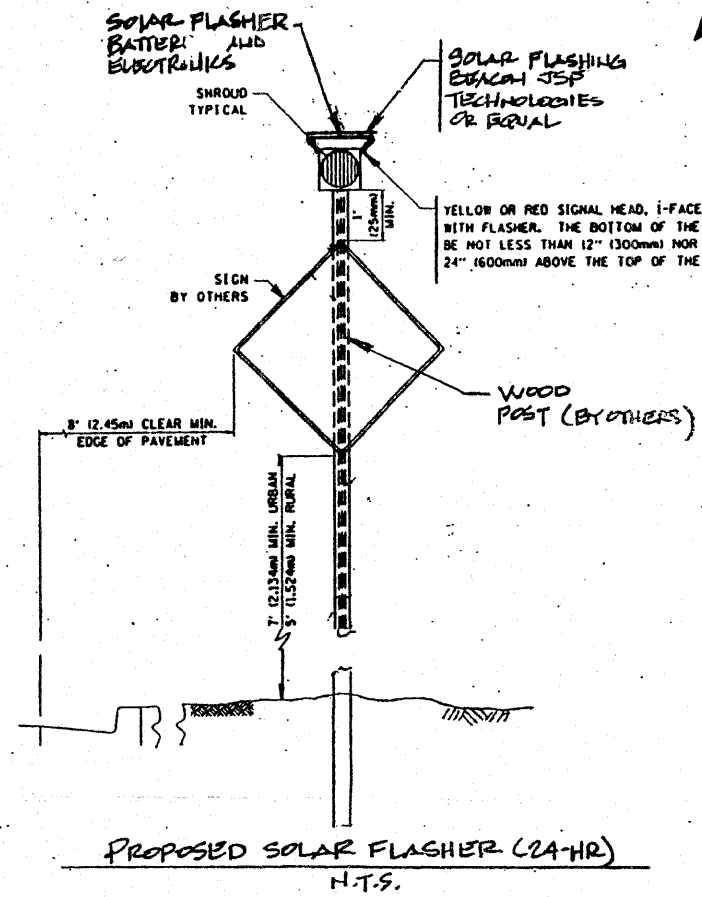 SOLAR FLASHER
BATTERI AND
ELECTRONICS
SOLAR FLASHING
BEACON JSF
TECHNOLOGIES
OR EQUAL
SHROUD
TYPICAL
1'
(25mm)
MIN.
YELLOW OR RED SIGNAL HEAD, 1-FACE
WITH FLASHER. THE BOTTOM OF THE
BE NOT LESS THAN 12" (300mm) NOR
24" (600mm) ABOVE THE TOP OF THE
SIGN
BY OTHERS
WOOD
POST (BY OTHERS)
8' (2.45m) CLEAR MIN.
EDGE OF PAVEMENT
7' (2.134m) MIN. URBAN
5' (1.524m) MIN. RURAL
PROPOSED SOLAR FLASHER (24-HR)
N.T.S.